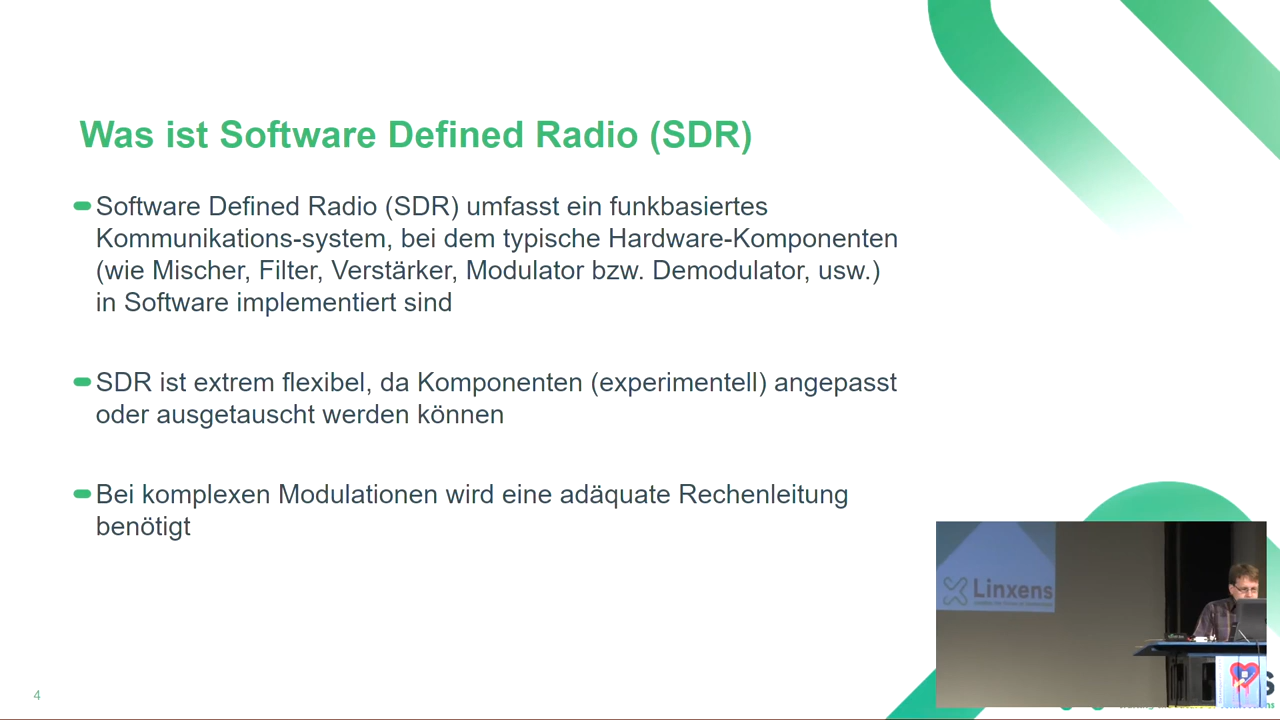 Was ist Software Defined Radio (SDR)
Software Defined Radio (SDR) umfasst ein funkbasiertes
Kommunikations-system, bei dem typische Hardware-Komponenten
(wie Mischer, Filter, Verstärker, Modulator bzw. Demodulator, usw.)
in Software implementiert sind
SDR ist extrem flexibel, da Komponenten (experimentell) angepasst
oder ausgetauscht werden können
Bei komplexen Modulationen wird eine adäquate Rechenleitung
benötigt
Linxens
4